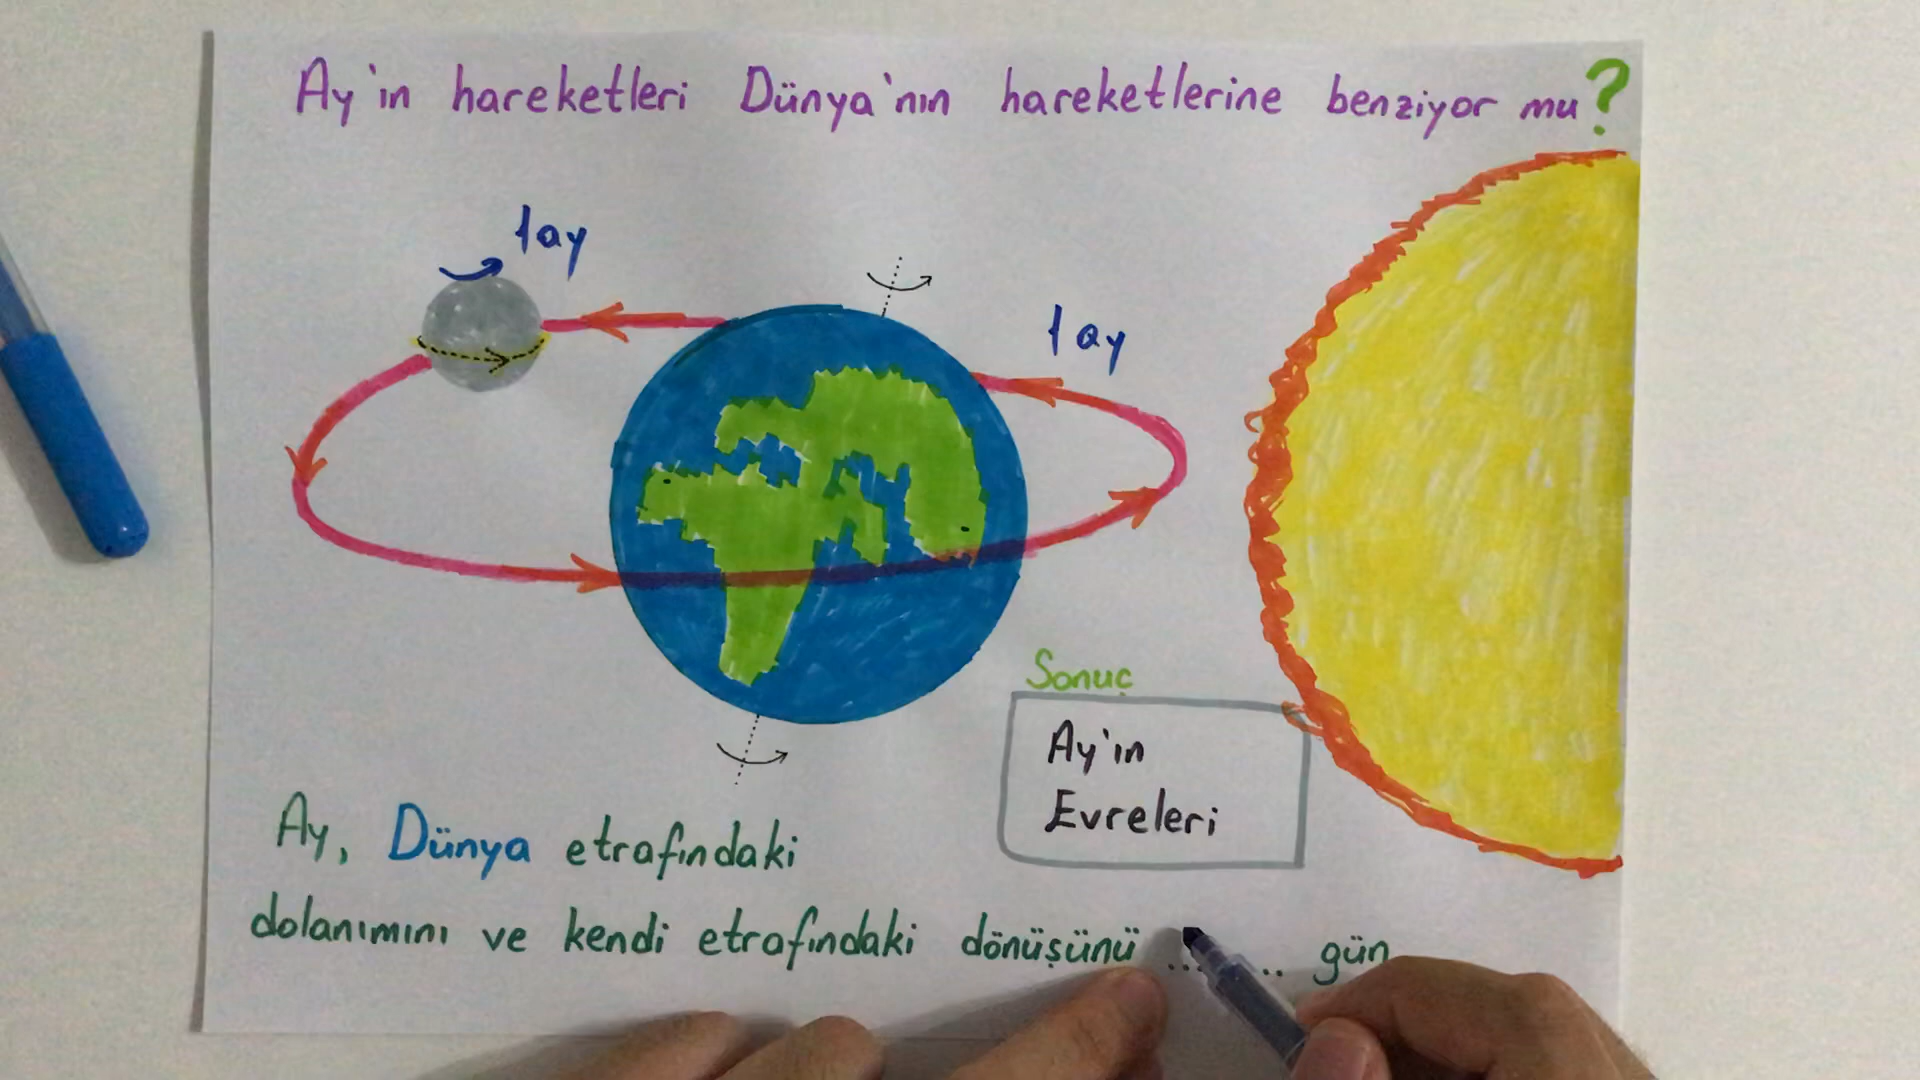 Ay'ın hareketleri Dünya'nın hareketlerine benziyor mu?
1ay
1ay
Sonuç
Ay'ın
Evreleri
Ay, Dünya etrafındaki
dolanımını ve kendi etrafındaki dönüşünü ........ gün